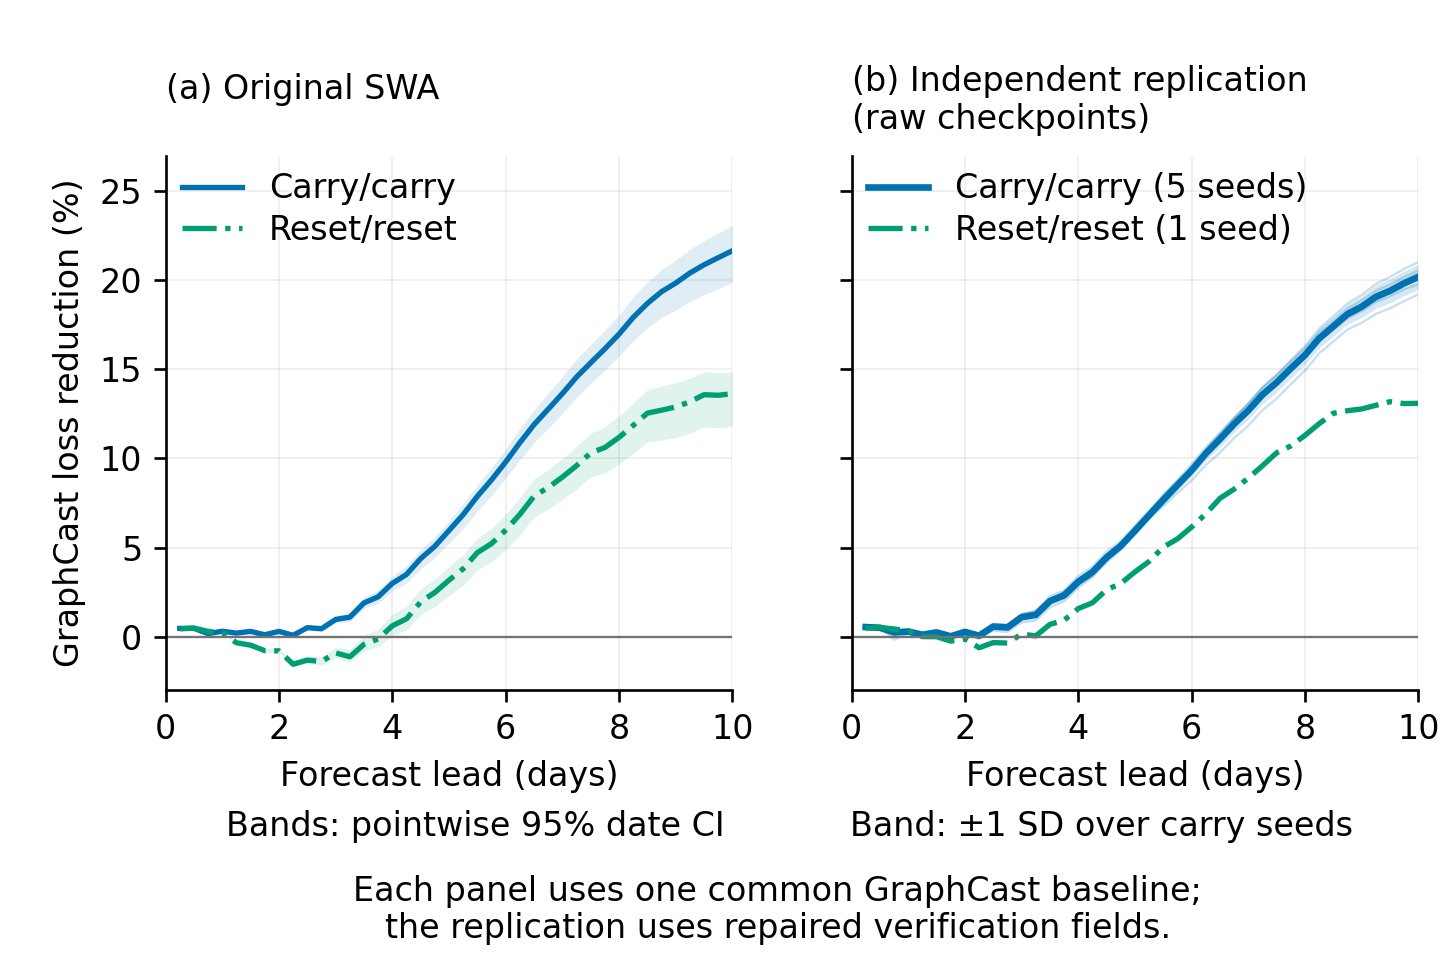 (a) Original SWA
(b) Independent replication
(raw checkpoints)
GraphCast loss reduction (%)
25
20
15
10
5
0
Carry/carry
Reset/reset
Carry/carry (5 seeds)
Reset/reset (1 seed)
0 2 4 6 8 10
0 2 4 6 8 10
Forecast lead (days)
Forecast lead (days)
Bands: pointwise 95% date CI
Band: ±1 SD over carry seeds
Each panel uses one common GraphCast baseline;
the replication uses repaired verification fields.